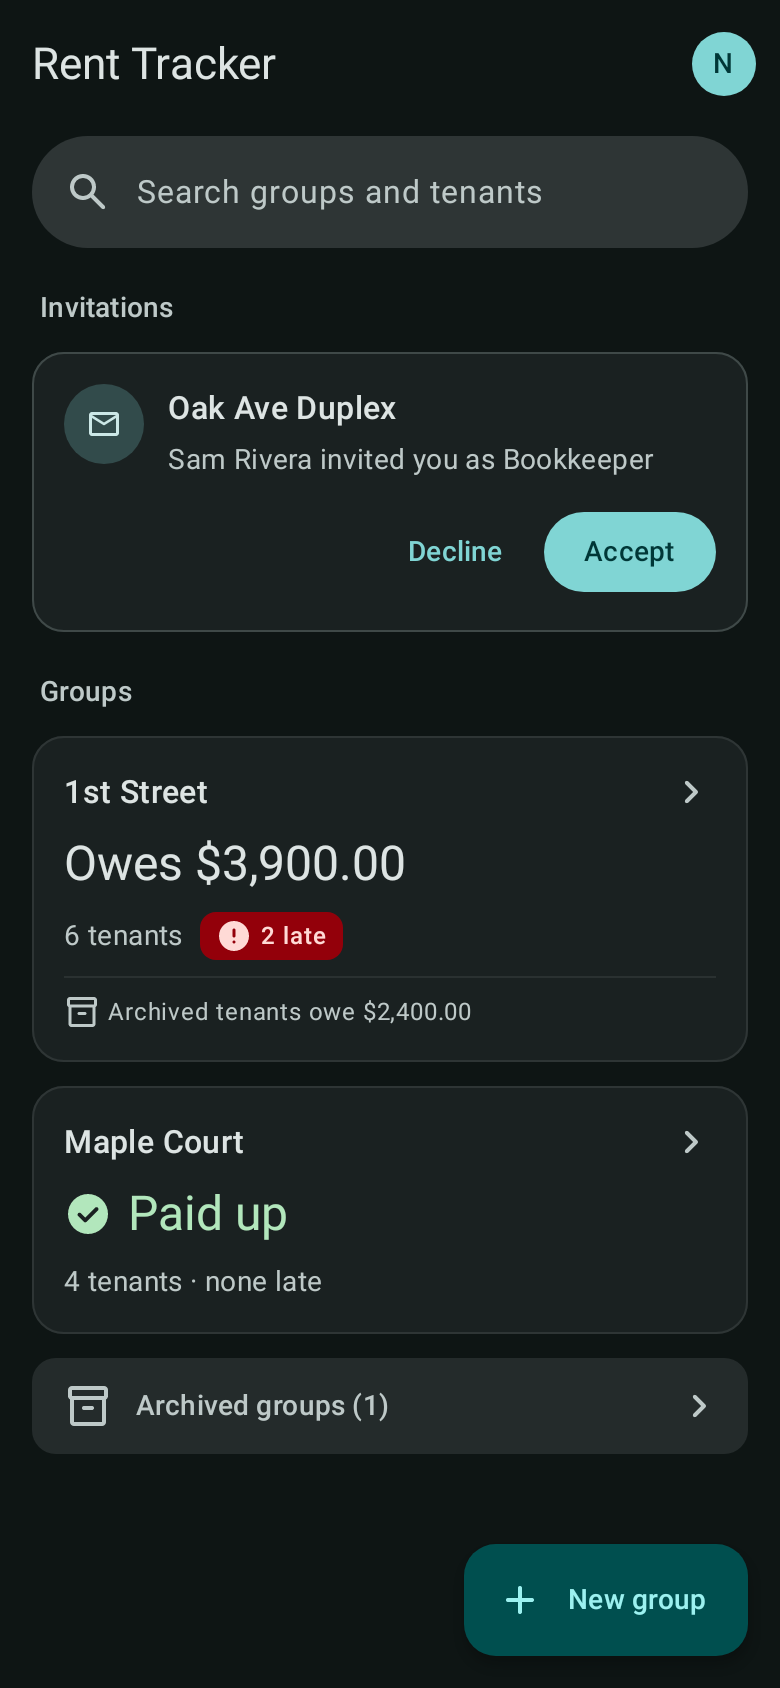 Rent Tracker
N
Search groups and tenants
Invitations
Oak Ave Duplex
Sam Rivera invited you as Bookkeeper
Decline
Accept
Groups
1st Street
Owes $3,900.00
6 tenants
2 late
Archived tenants owe $2,400.00
Maple Court
Paid up
4 tenants · none late
Archived groups (1)
New group